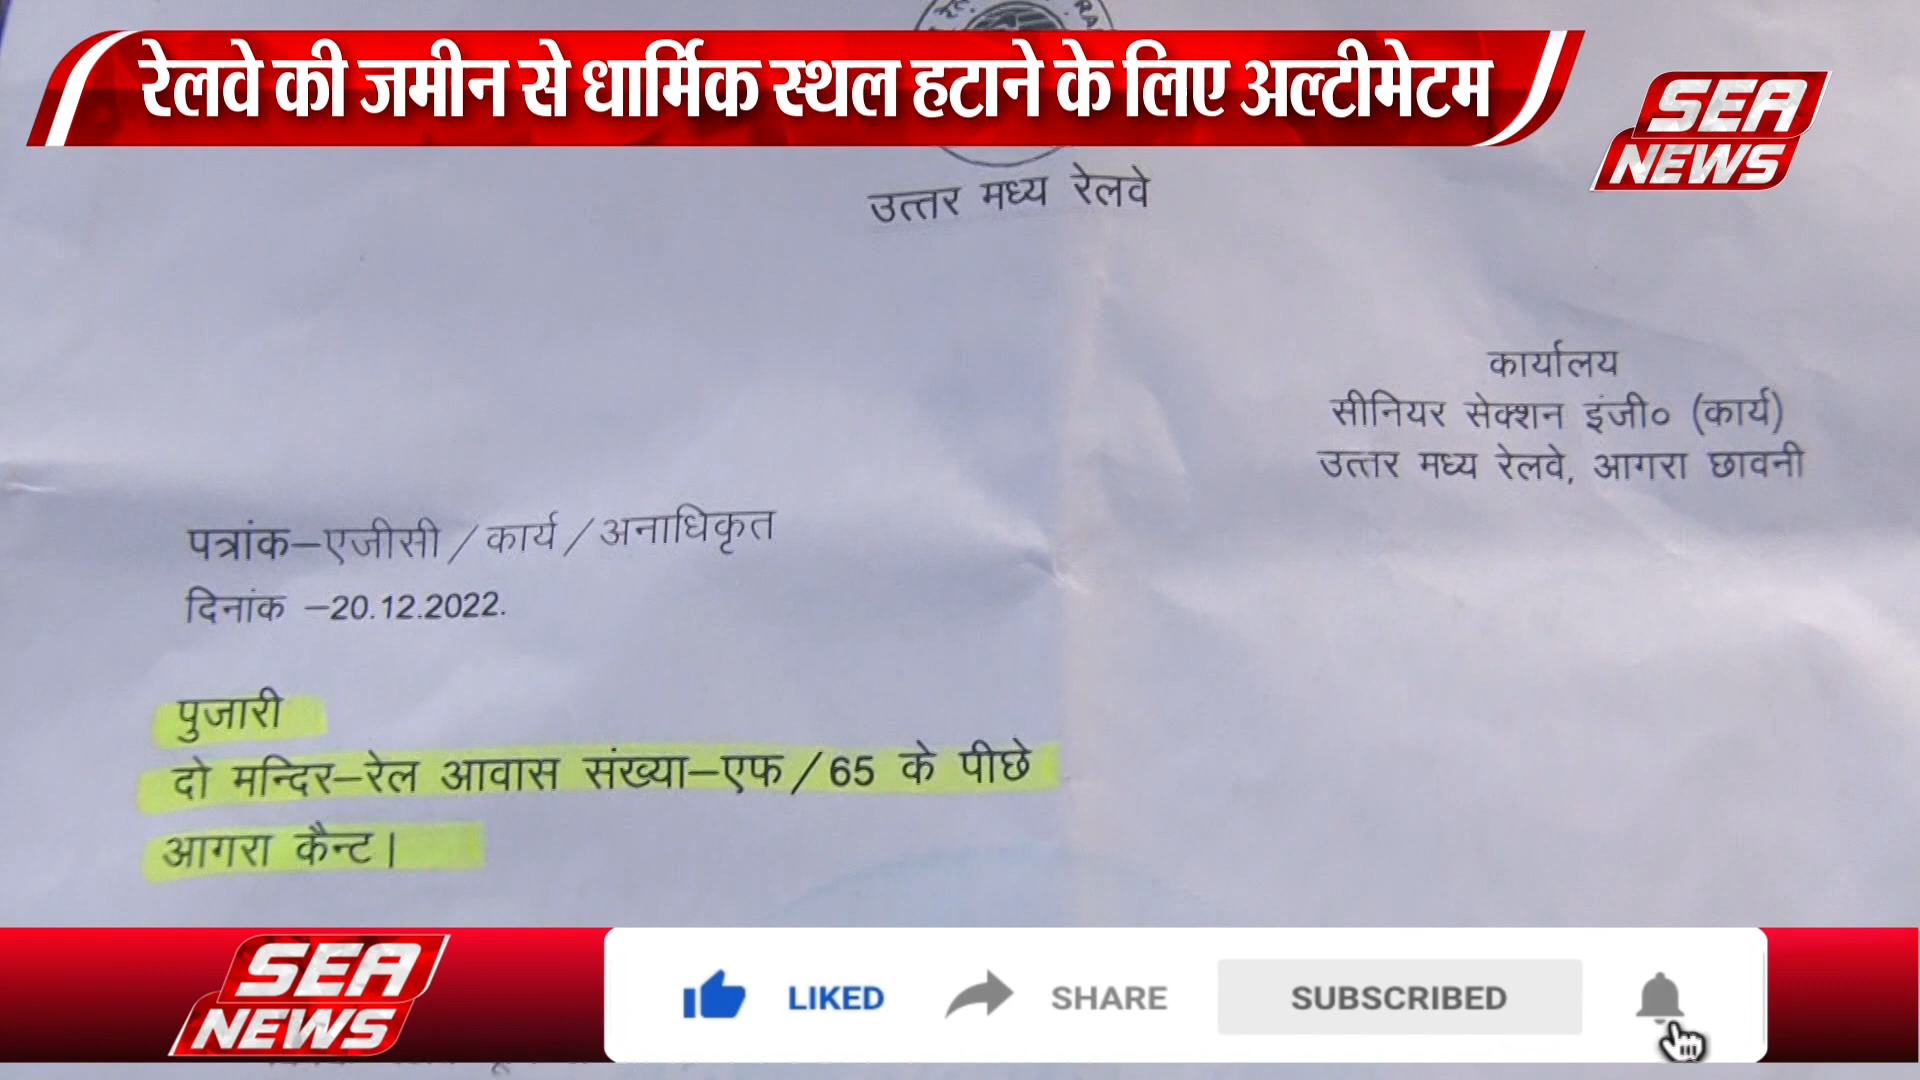 रेलवे की जमीन से धार्मिक स्थल हटाने के लिए अल्टीमेटम
SEA
NEWS
उत्तर मध्य रेलवे
कार्यालय
सीनियर सेक्शन इंजी० (कार्य)
उत्तर मध्य रेलवे, आगरा छावनी
पत्रांक–एजीसी/कार्य/अनाधिकृत
दिनांक –20.12.2022.
पुजारी
दो मन्दिर–रेल आवास संख्या–एफ/65 के पीछे
आगरा कैन्ट।
SEA
NEWS
LIKED
SHARE
SUBSCRIBED